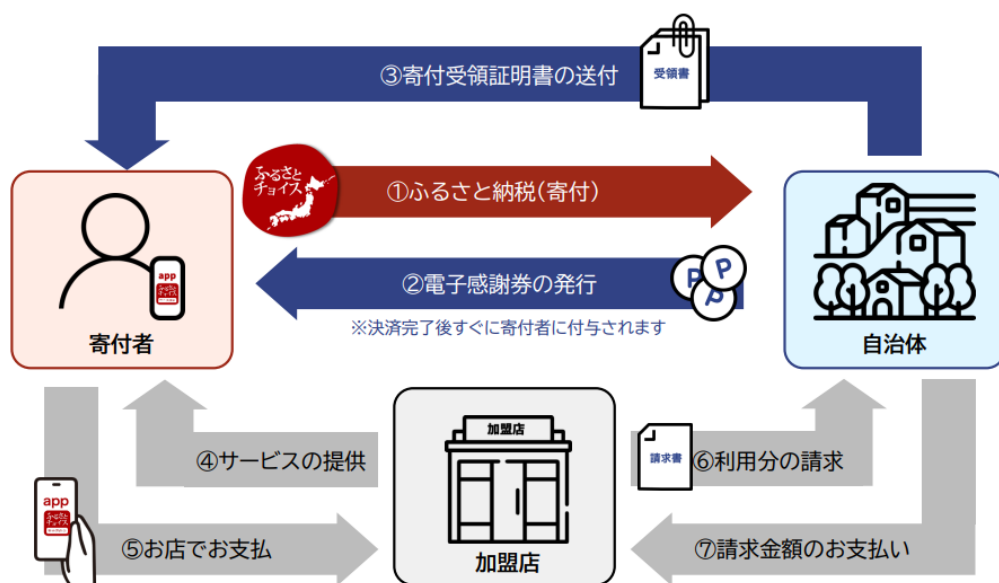 ③寄付受領証明書の送付
受領書
ふるさと
チョイス
①ふるさと納税(寄付)
P
P
P
②電子感謝券の発行
※決済完了後すぐに寄付者に付与されます
app
ふるさと
チョイス
寄付者
自治体
加盟店
④サービスの提供
請求書
⑥利用分の請求
app
ふるさと
チョイス
⑤お店でお支払
加盟店
⑦請求金額のお支払い